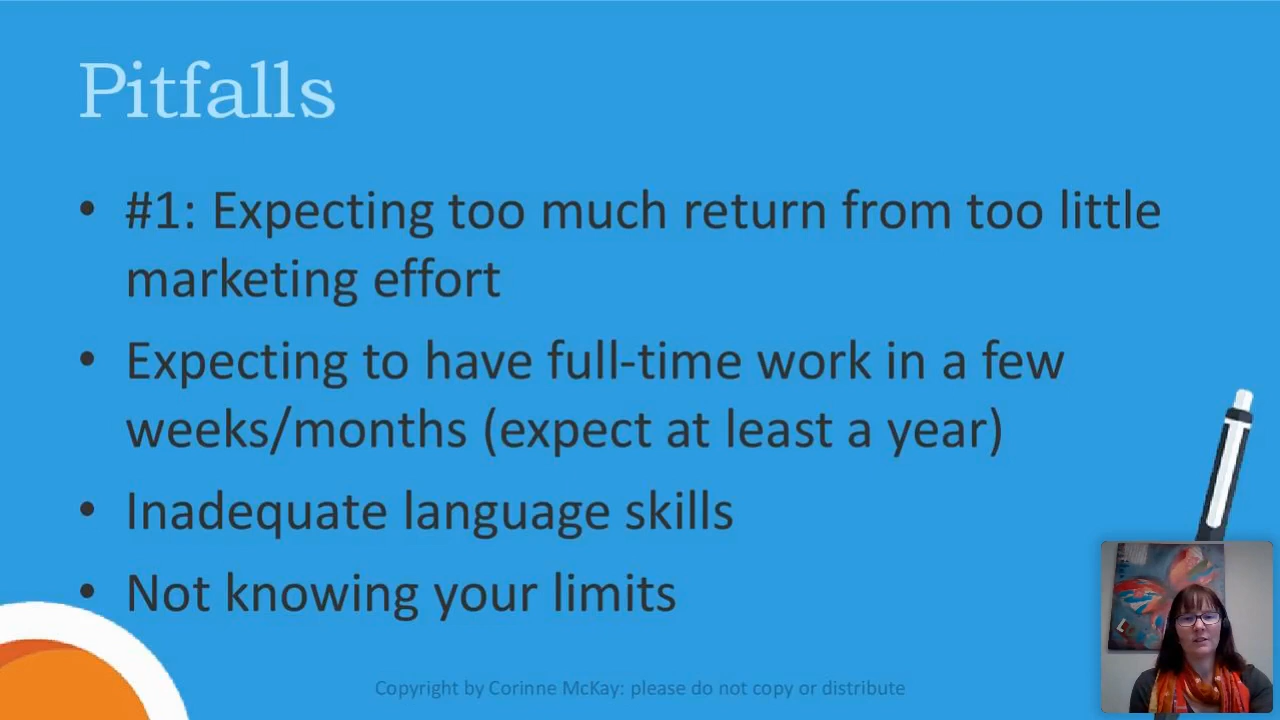 Pitfalls
• #1: Expecting too much return from too little
marketing effort
• Expecting to have full-time work in a few
weeks/months (expect at least a year)
• Inadequate language skills
• Not knowing your limits
Copyright by Corinne McKay: please do not copy or distribute